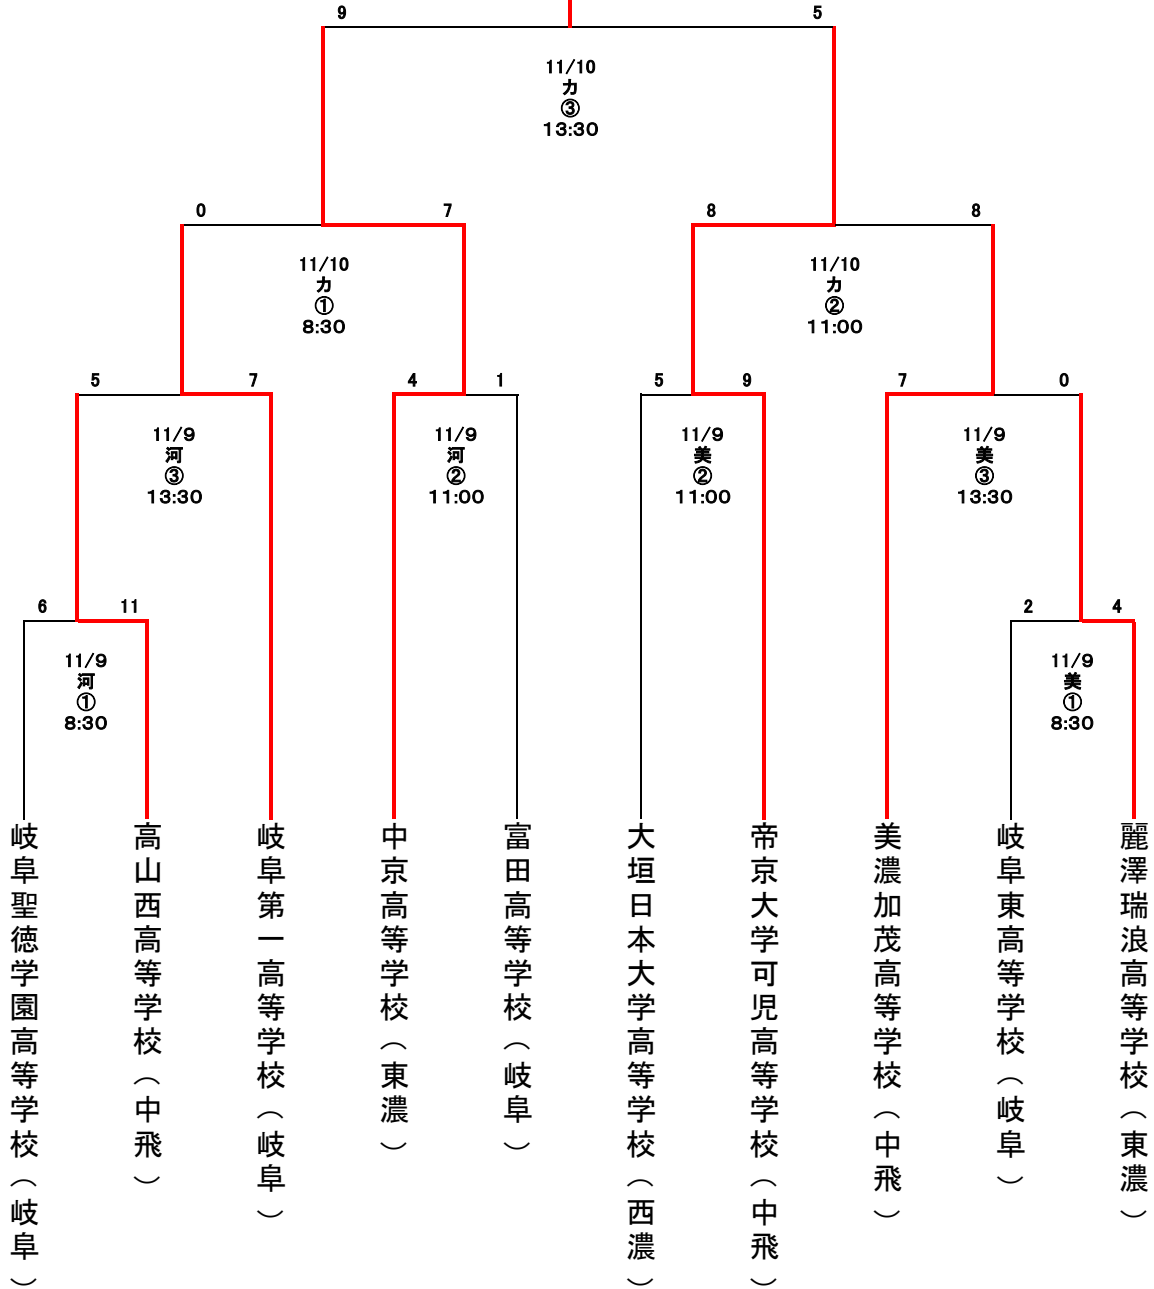 9 5
11/10
カ
③
13:30
0 7 8 8
11/10
カ
①
8:30
11/10
カ
②
11:00
5 7 4 1 5 9 7 0
11/9
河
③
13:30
11/9
河
②
11:00
11/9
美
②
11:00
11/9
美
③
13:30
6 11 2 4
11/9
河
①
8:30
11/9
美
①
8:30
岐阜聖徳学園高等学校（岐阜）
高山西高等学校（中飛）
岐阜第一高等学校（岐阜）
中京高等学校（東濃）
富田高等学校（岐阜）
大垣日本大学高等学校（西濃）
帝京大学可児高等学校（中飛）
美濃加茂高等学校（中飛）
岐阜東高等学校（岐阜）
麗澤瑞浪高等学校（東濃）